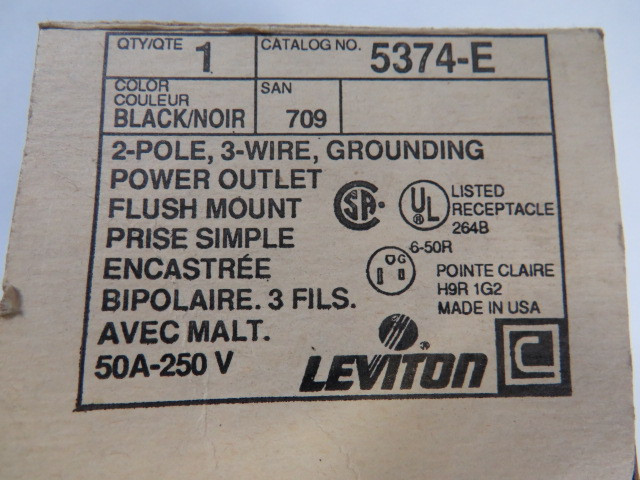 QTY/QTE 1 CATALOG NO. 5374-E
COLOR SAN
COULEUR
BLACK/NOIR 709
2-POLE, 3-WIRE, GROUNDING
POWER OUTLET
FLUSH MOUNT
PRISE SIMPLE
ENCASTRÉE
BIPOLAIRE. 3 FILS.
AVEC MALT.
50A-250 V
SA
UL ®
LISTED
RECEPTACLE
264B
6-50R
G
POINTE CLAIRE
H9R 1G2
MADE IN USA
®
LEVITON
C